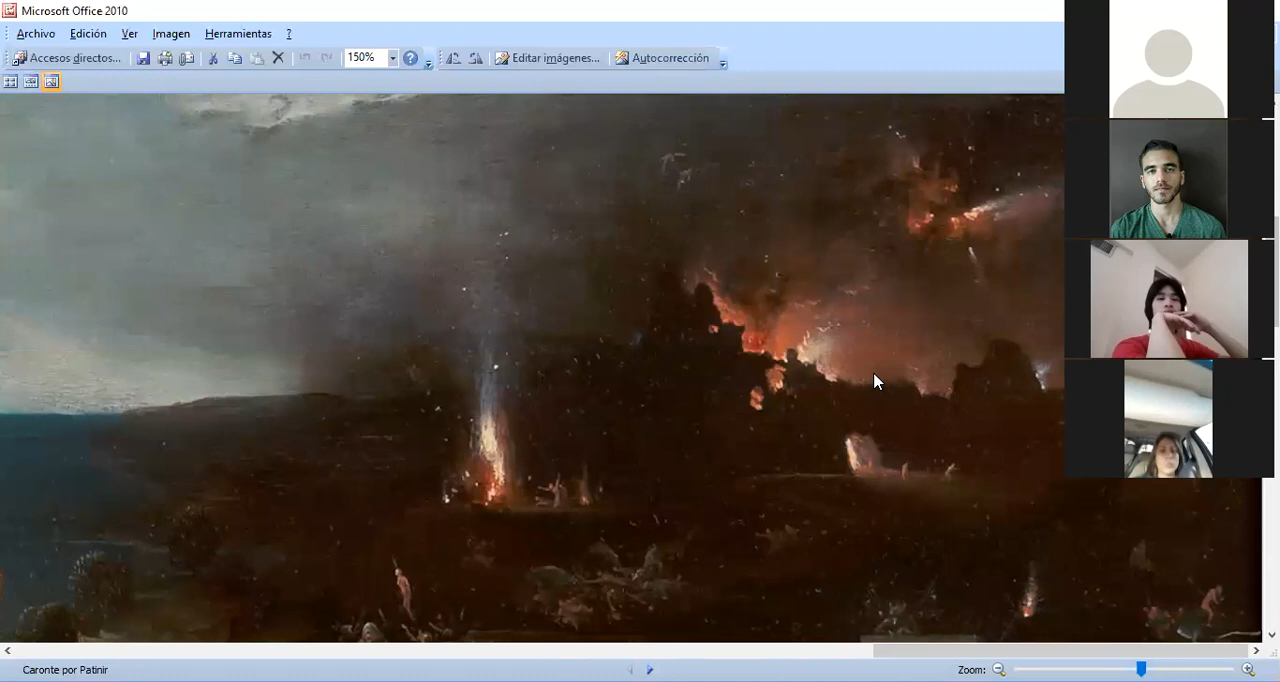 Microsoft Office 2010
Archivo Edición Ver Imagen Herramientas ?
Accesos directos... 150% Editar imágenes... Autocorrección
Caronte por Patinir Zoom: